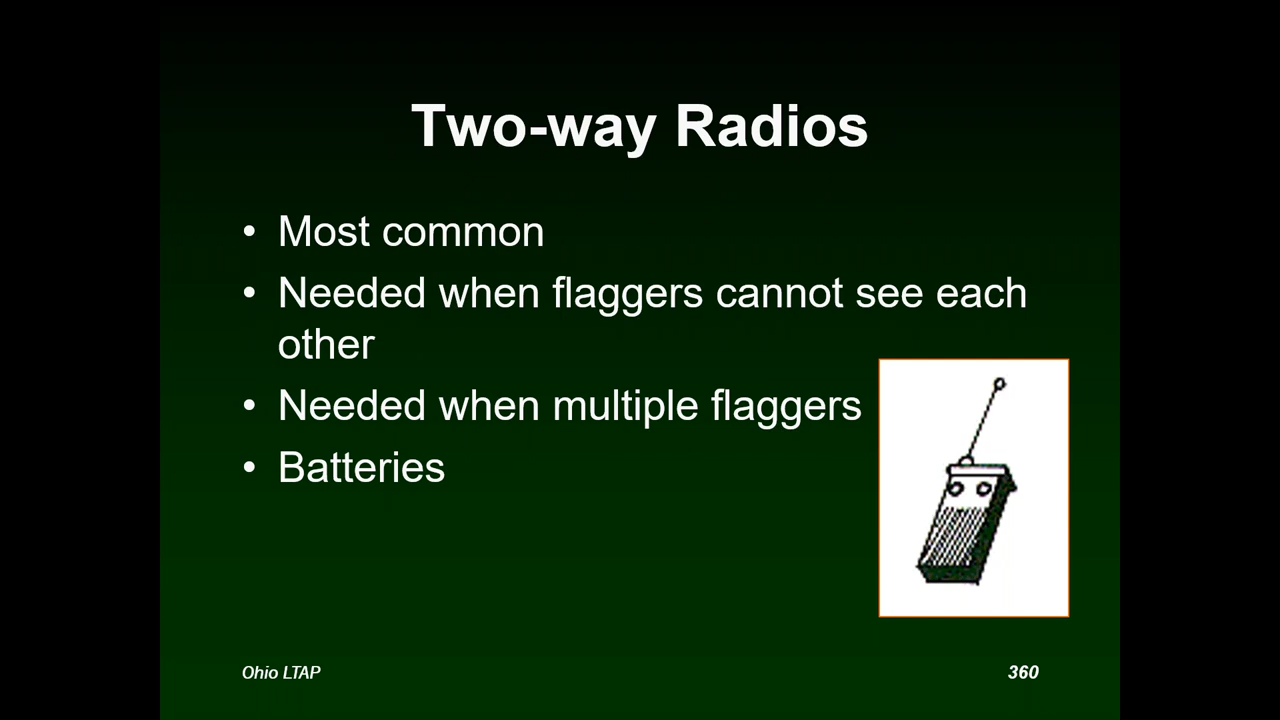 Two-way Radios
• Most common
• Needed when flaggers cannot see each
other
• Needed when multiple flaggers
• Batteries
Ohio LTAP
360